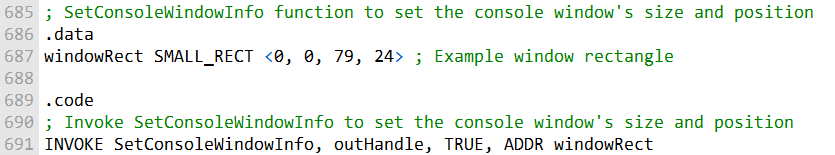 685 ; SetConsoleWindowInfo function to set the console window's size and position
686 .data
687 windowRect SMALL_RECT <0, 0, 79, 24> ; Example window rectangle
688
689 .code
690 ; Invoke SetConsoleWindowInfo to set the console window's size and position
691 INVOKE SetConsoleWindowInfo, outHandle, TRUE, ADDR windowRect